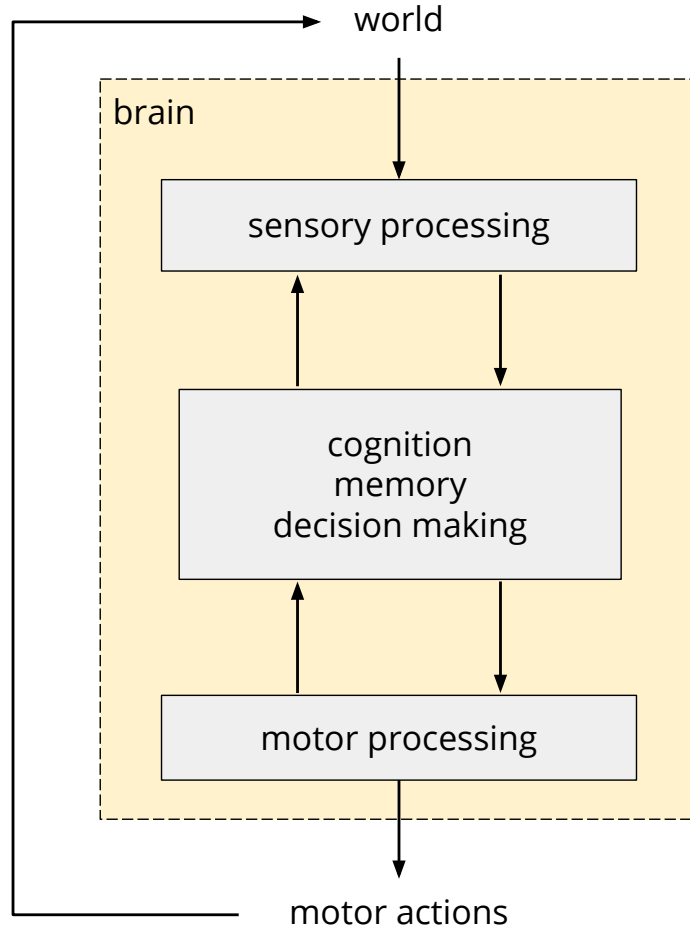 world
brain
sensory processing
cognition
memory
decision making
motor processing
motor actions